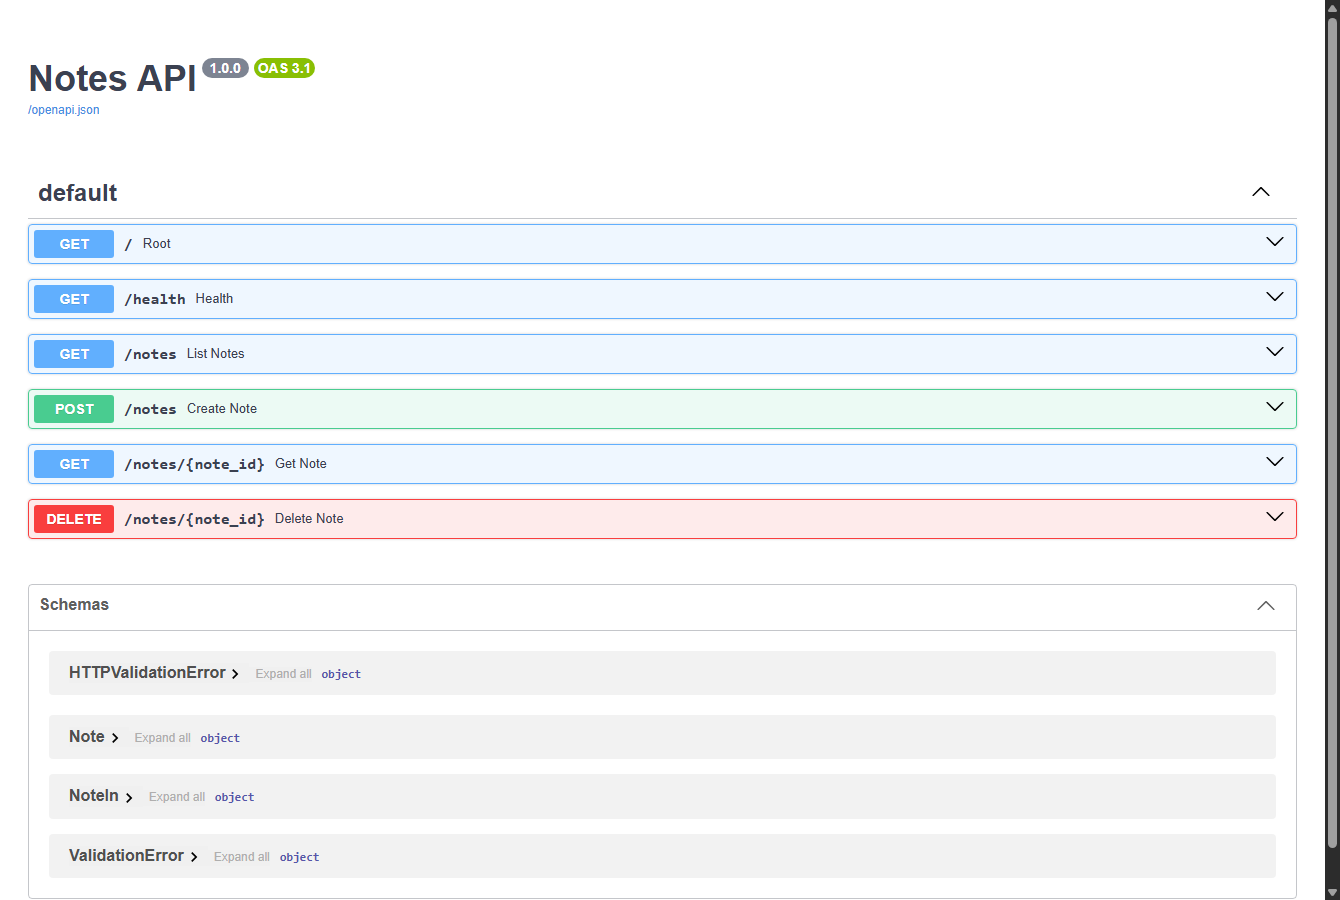 Notes API 1.0.0 OAS 3.1
/openapi.json
default
GET / Root
GET /health Health
GET /notes List Notes
POST /notes Create Note
GET /notes/{note_id} Get Note
DELETE /notes/{note_id} Delete Note
Schemas
HTTPValidationError Expand all object
Note Expand all object
NoteIn Expand all object
ValidationError Expand all object